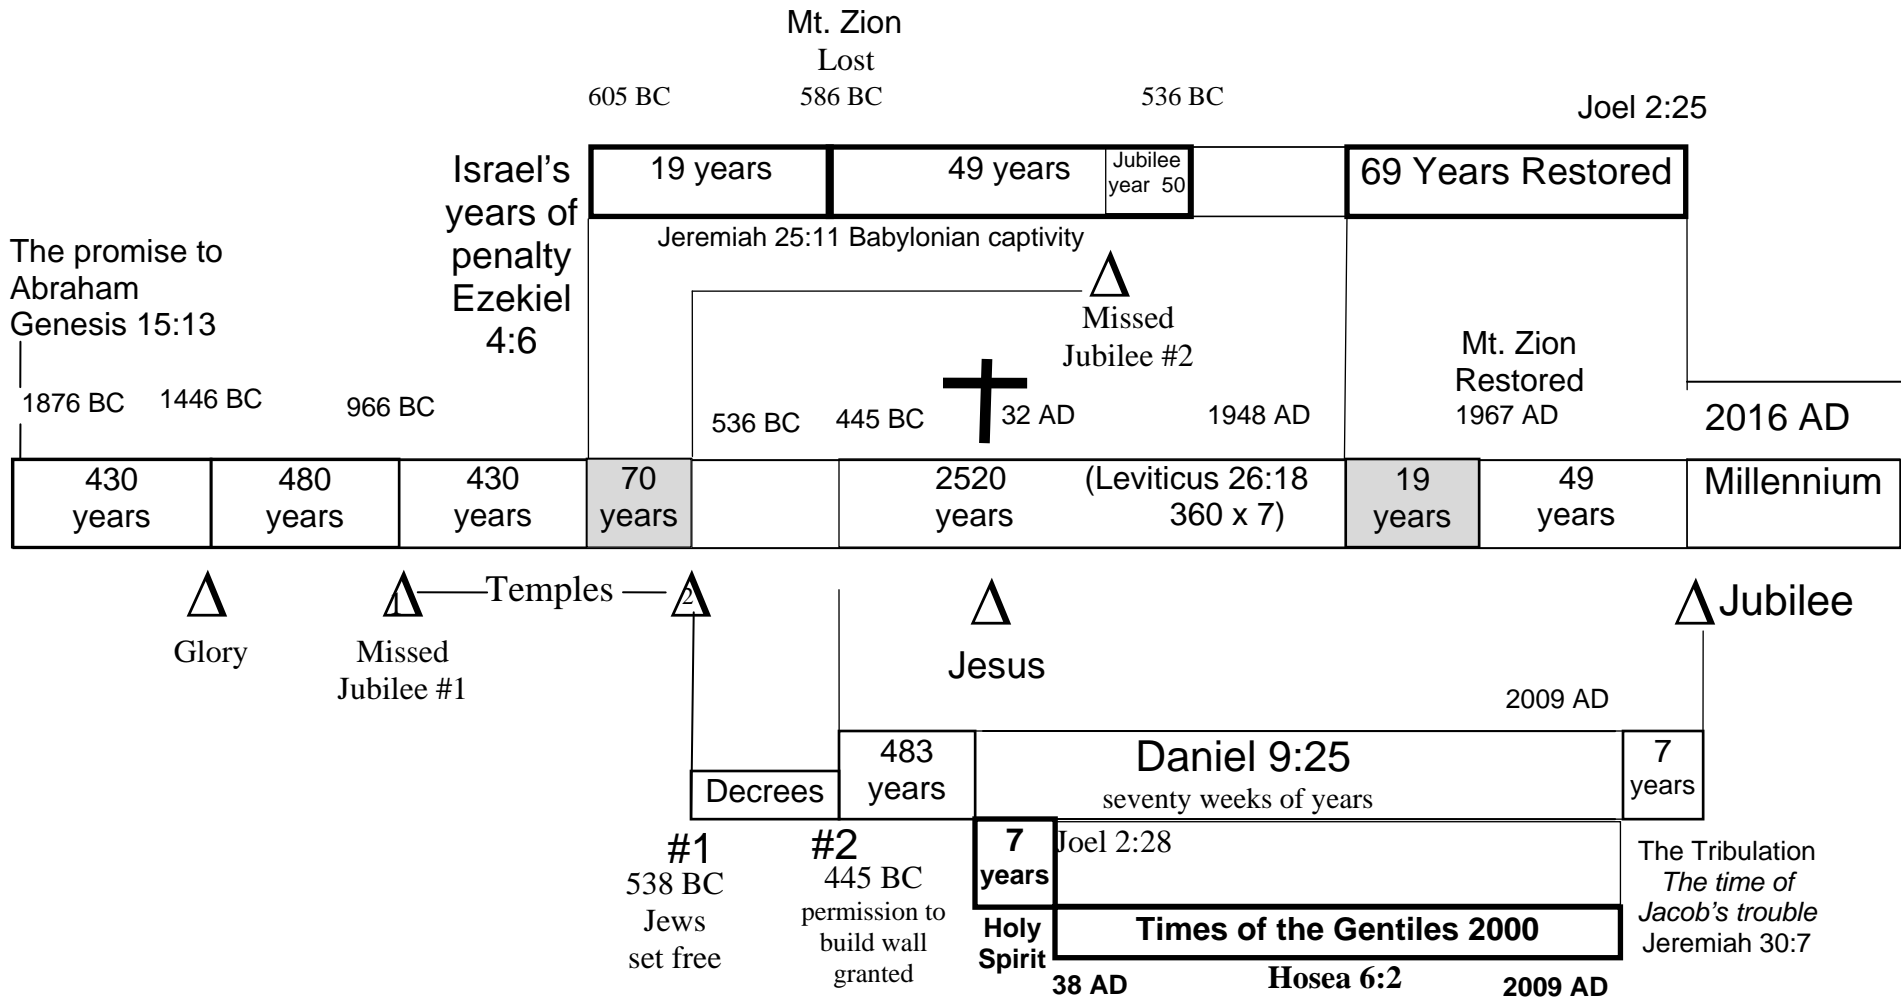 Mt. Zion
Lost
605 BC
586 BC
536 BC
Joel 2:25
Israel's
years of
penalty
Ezekiel
4:6
19 years
49 years
Jubilee
year 50
69 Years Restored
Jeremiah 25:11 Babylonian captivity
The promise to
Abraham
Genesis 15:13
Missed
Jubilee #2
Mt. Zion
Restored
1967 AD
1876 BC
1446 BC
966 BC
536 BC
445 BC
32 AD
1948 AD
2016 AD
430
years
480
years
430
years
70
years
2520
years
(Leviticus 26:18
360 x 7)
19
years
49
years
Millennium
1
Temples
2
Jubilee
Glory
Missed
Jubilee #1
Jesus
2009 AD
Decrees
483
years
Daniel 9:25
seventy weeks of years
7
years
#1
538 BC
Jews
set free
#2
445 BC
permission to
build wall
granted
7
years
Joel 2:28
Holy
Spirit
Times of the Gentiles 2000
38 AD
Hosea 6:2
2009 AD
The Tribulation
The time of
Jacob's trouble
Jeremiah 30:7